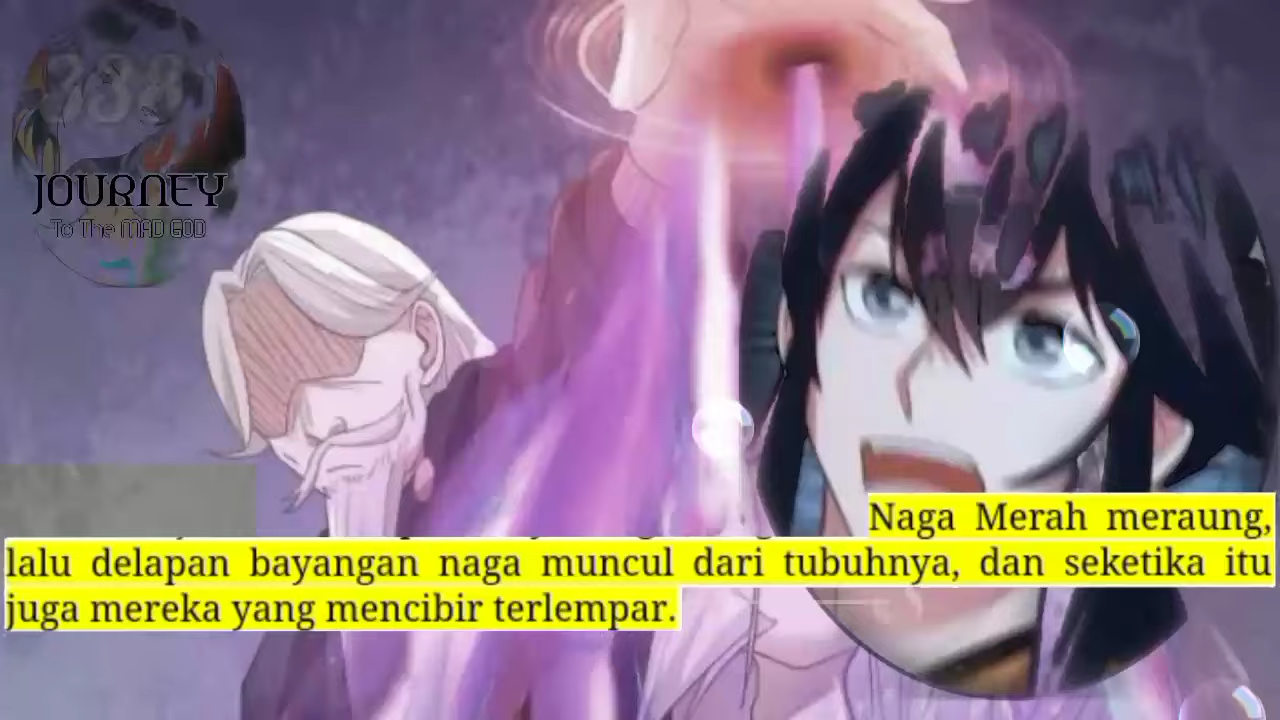 338
JOURNEY
To The MAD GOD
Naga Merah meraung,
lalu delapan bayangan naga muncul dari tubuhnya, dan seketika itu
juga mereka yang mencibir terlempar.